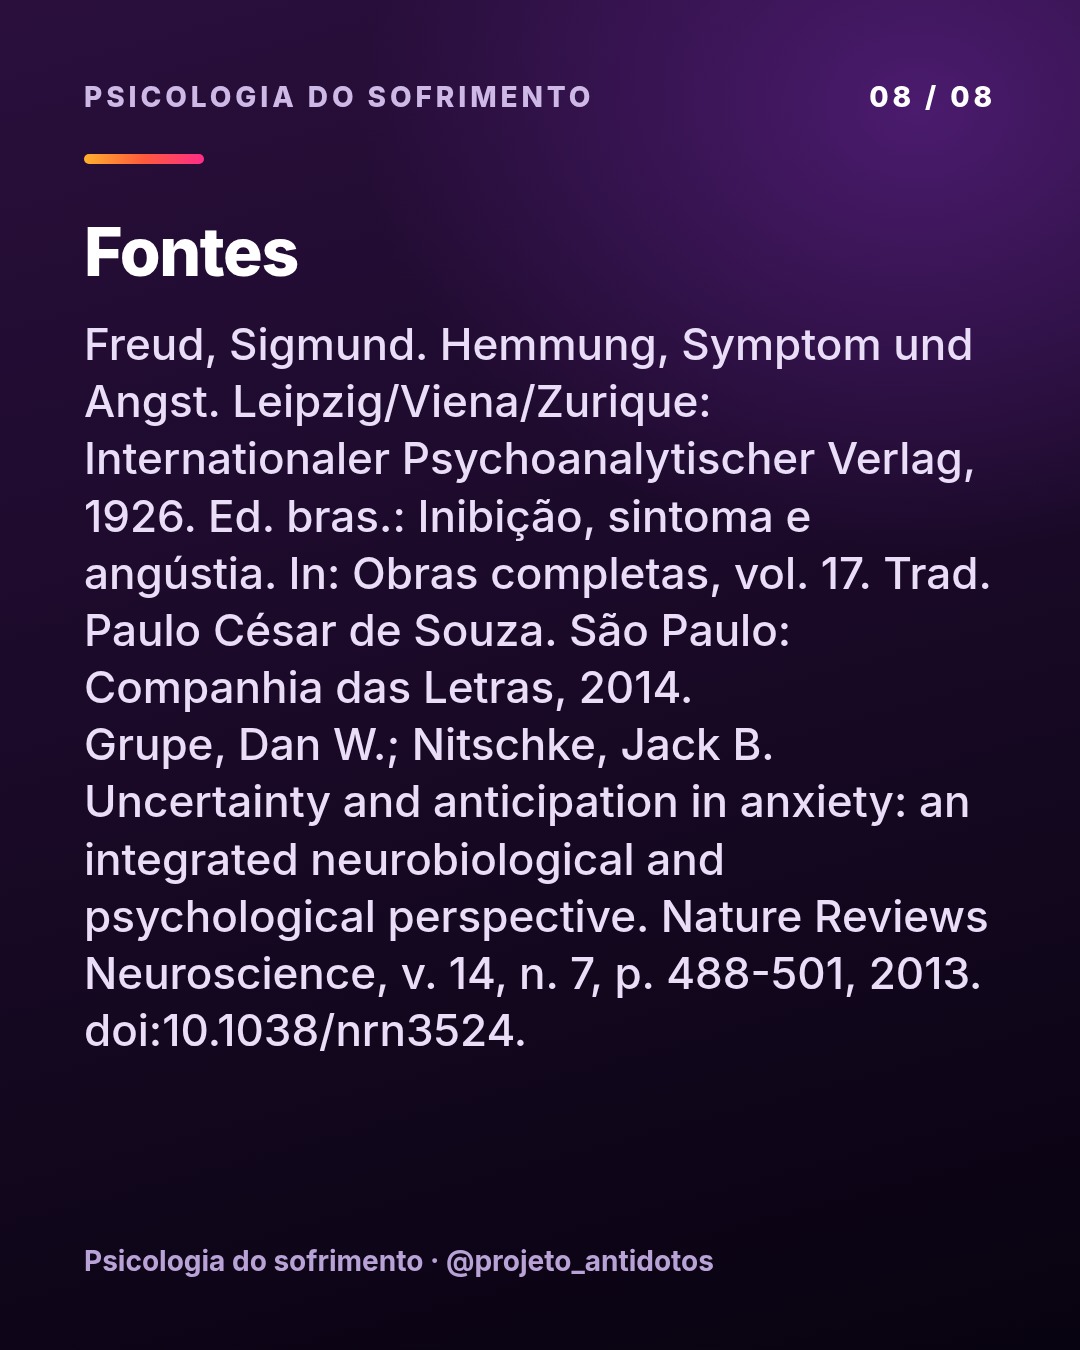 PSICOLOGIA DO SOFRIMENTO
08 / 08
Fontes
Freud, Sigmund. Hemmung, Symptom und
Angst. Leipzig/Viena/Zurique:
Internationaler Psychoanalytischer Verlag,
1926. Ed. bras.: Inibição, sintoma e
angústia. In: Obras completas, vol. 17. Trad.
Paulo César de Souza. São Paulo:
Companhia das Letras, 2014.
Grupe, Dan W.; Nitschke, Jack B.
Uncertainty and anticipation in anxiety: an
integrated neurobiological and
psychological perspective. Nature Reviews
Neuroscience, v. 14, n. 7, p. 488-501, 2013.
doi:10.1038/nrn3524.
Psicologia do sofrimento · @projeto_antidotos